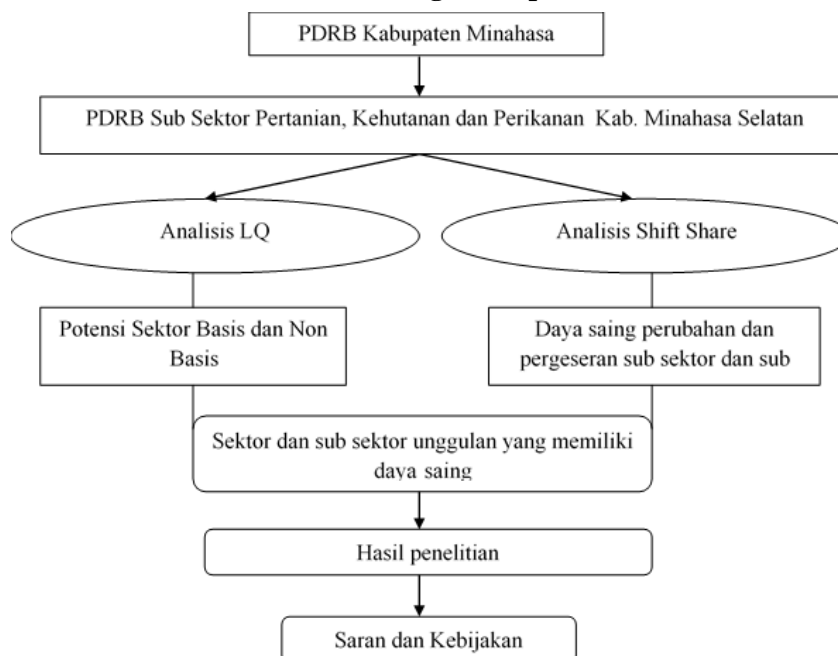 PDRB Kabupaten Minahasa
PDRB Sub Sektor Pertanian, Kehutanan dan Perikanan Kab. Minahasa Selatan
Analisis LQ
Analisis Shift Share
Potensi Sektor Basis dan Non
Basis
Daya saing perubahan dan
pergeseran sub sektor dan sub
Sektor dan sub sektor unggulan yang memiliki
daya saing
Hasil penelitian
Saran dan Kebijakan